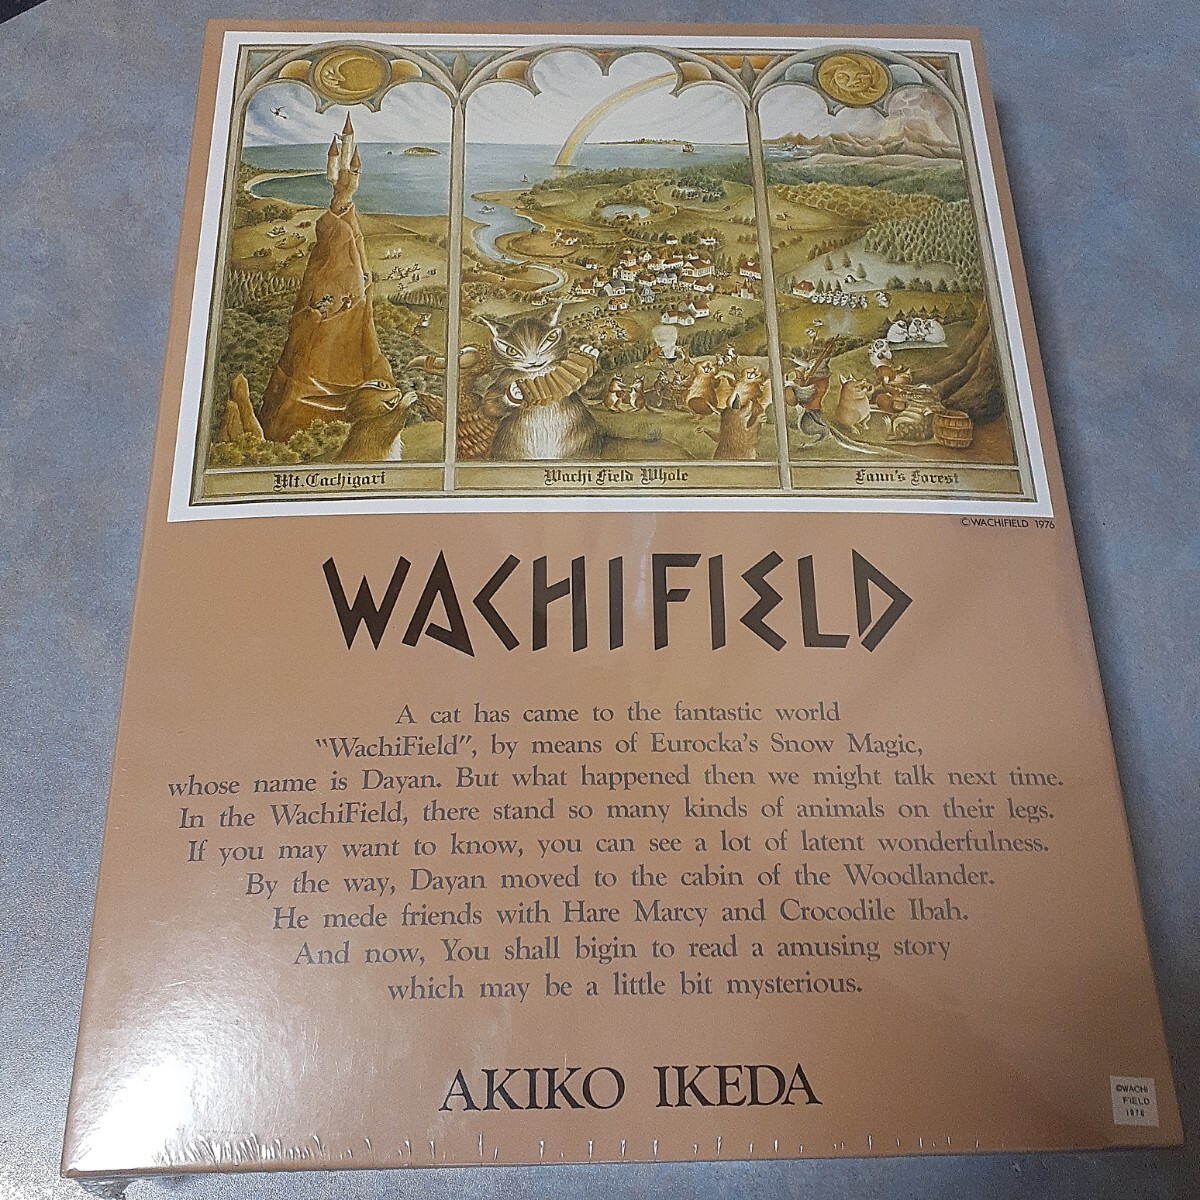 Mt. Cachigari
Wachi Field Whole
Fann's Forest
©WACHIFIELD 1976
WACHIFIELD
A cat has came to the fantastic world
"WachiField", by means of Eurocka's Snow Magic,
whose name is Dayan. But what happened then we might talk next time.
In the WachiField, there stand so many kinds of animals on their legs.
If you may want to know, you can see a lot of latent wonderfulness.
By the way, Dayan moved to the cabin of the Woodlander.
He mede friends with Hare Marcy and Crocodile Ibah.
And now, You shall bigin to read a amusing story
which may be a little bit mysterious.
AKIKO IKEDA
©WACHI
FIELD
1976